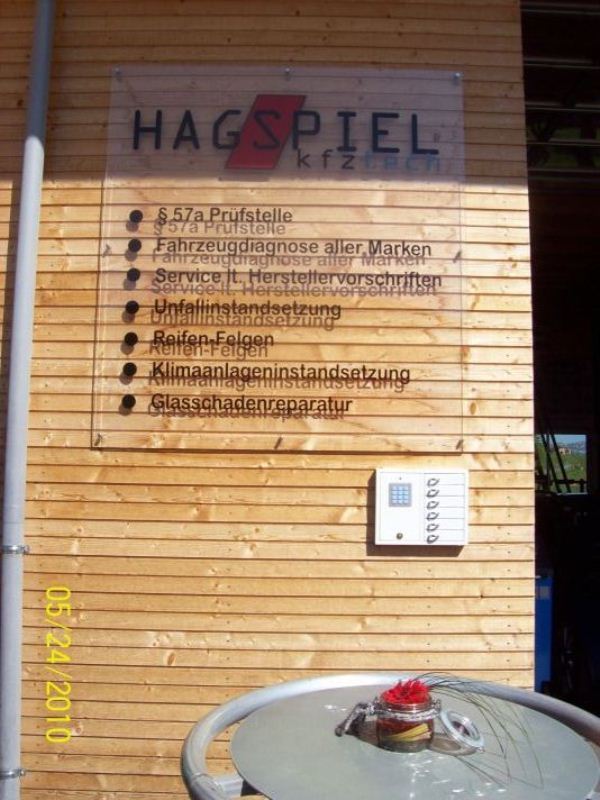 HAGSPIEL
kfztech
§ 57a Prüfstelle
Fahrzeugdiagnose aller Marken
Service lt. Herstellervorschriften
Unfallinstandsetzung
Reifen-Felgen
Klimaanlageninstandsetzung
Glasschadenreparatur
05/24/2010